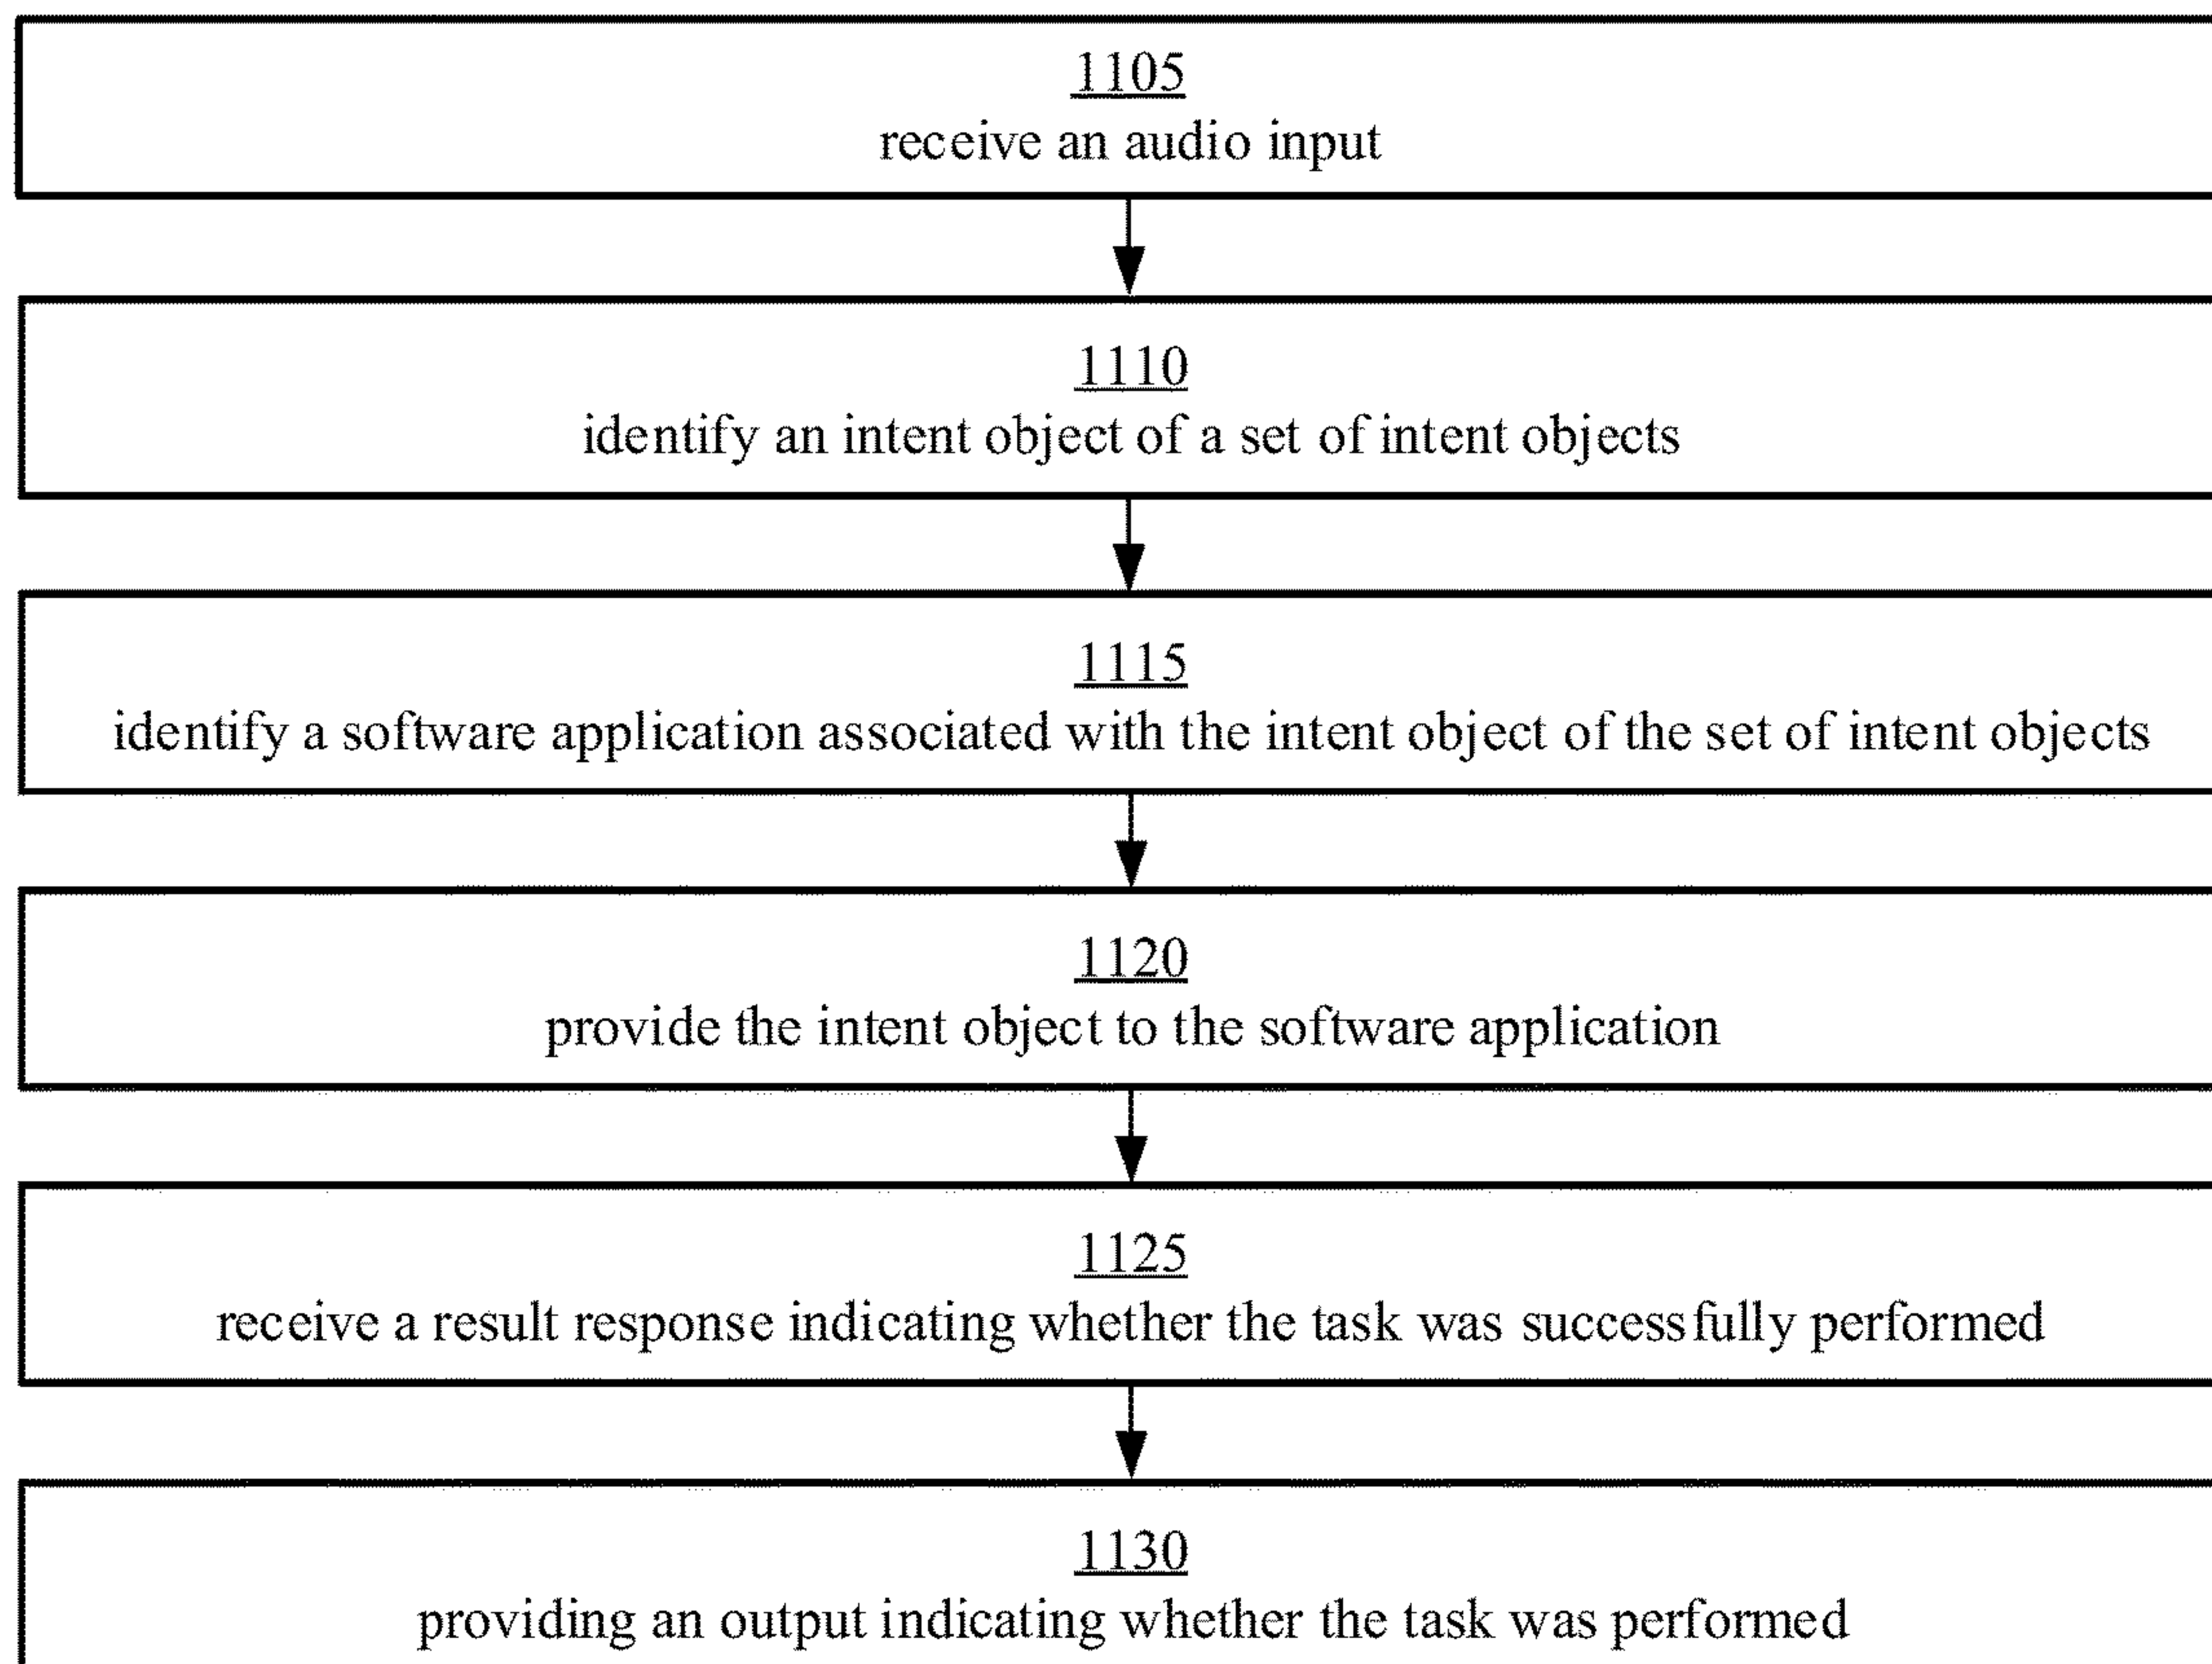 1105
receive an audio input
1110
identify an intent object of a set of intent objects
1115
identify a software application associated with the intent object of the set of intent objects
1120
provide the intent object to the software application
1125
receive a result response indicating whether the task was successfully performed
1130
providing an output indicating whether the task was performed